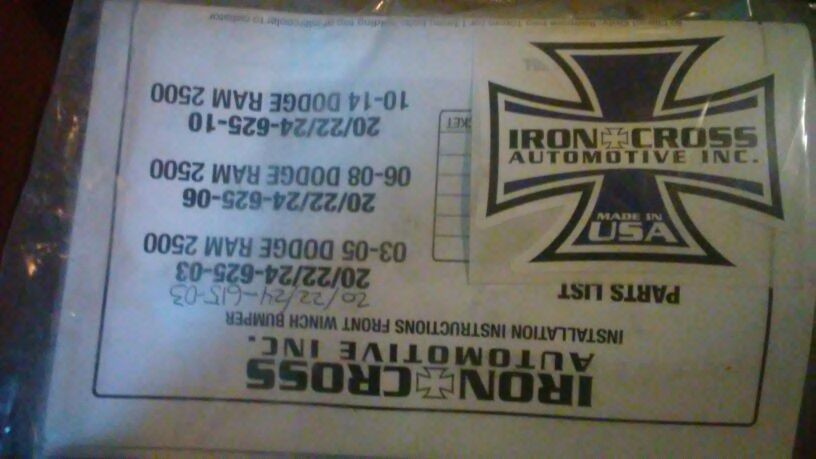 IRON CROSS
AUTOMOTIVE INC.
INSTALLATION INSTRUCTIONS FRONT WINCH BUMPER
20/22/24-615-03
20/22/24-625-03
03-05 DODGE RAM 2500
20/22/24-625-06
06-08 DODGE RAM 2500
20/22/24-625-10
10-14 DODGE RAM 2500
PARTS LIST
IRON CROSS
AUTOMOTIVE INC.
MADE IN
USA